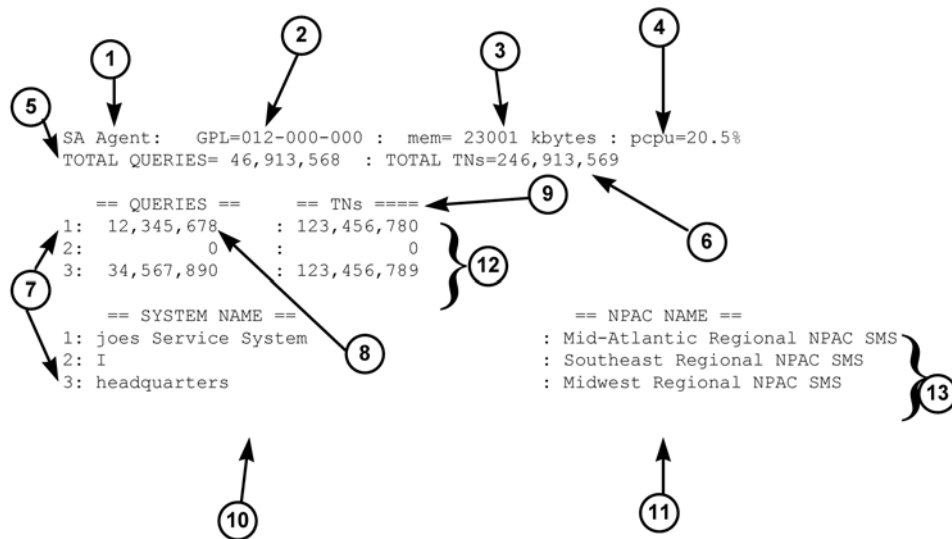 2
4
3
1
5
SA Agent: GPL=012-000-000 : mem= 23001 kbytes : pcpu=20.5%
TOTAL QUERIES= 46,913,568 : TOTAL TNs=246,913,569
9
6
== QUERIES == == TNs ====
1: 12,345,678 : 123,456,780
2: 0 : 0
3: 34,567,890 : 123,456,789
12
7
== SYSTEM NAME == == NPAC NAME ==
1: joes Service System : Mid-Atlantic Regional NPAC SMS
2: I : Southeast Regional NPAC SMS
3: headquarters : Midwest Regional NPAC SMS
8
13
10
11